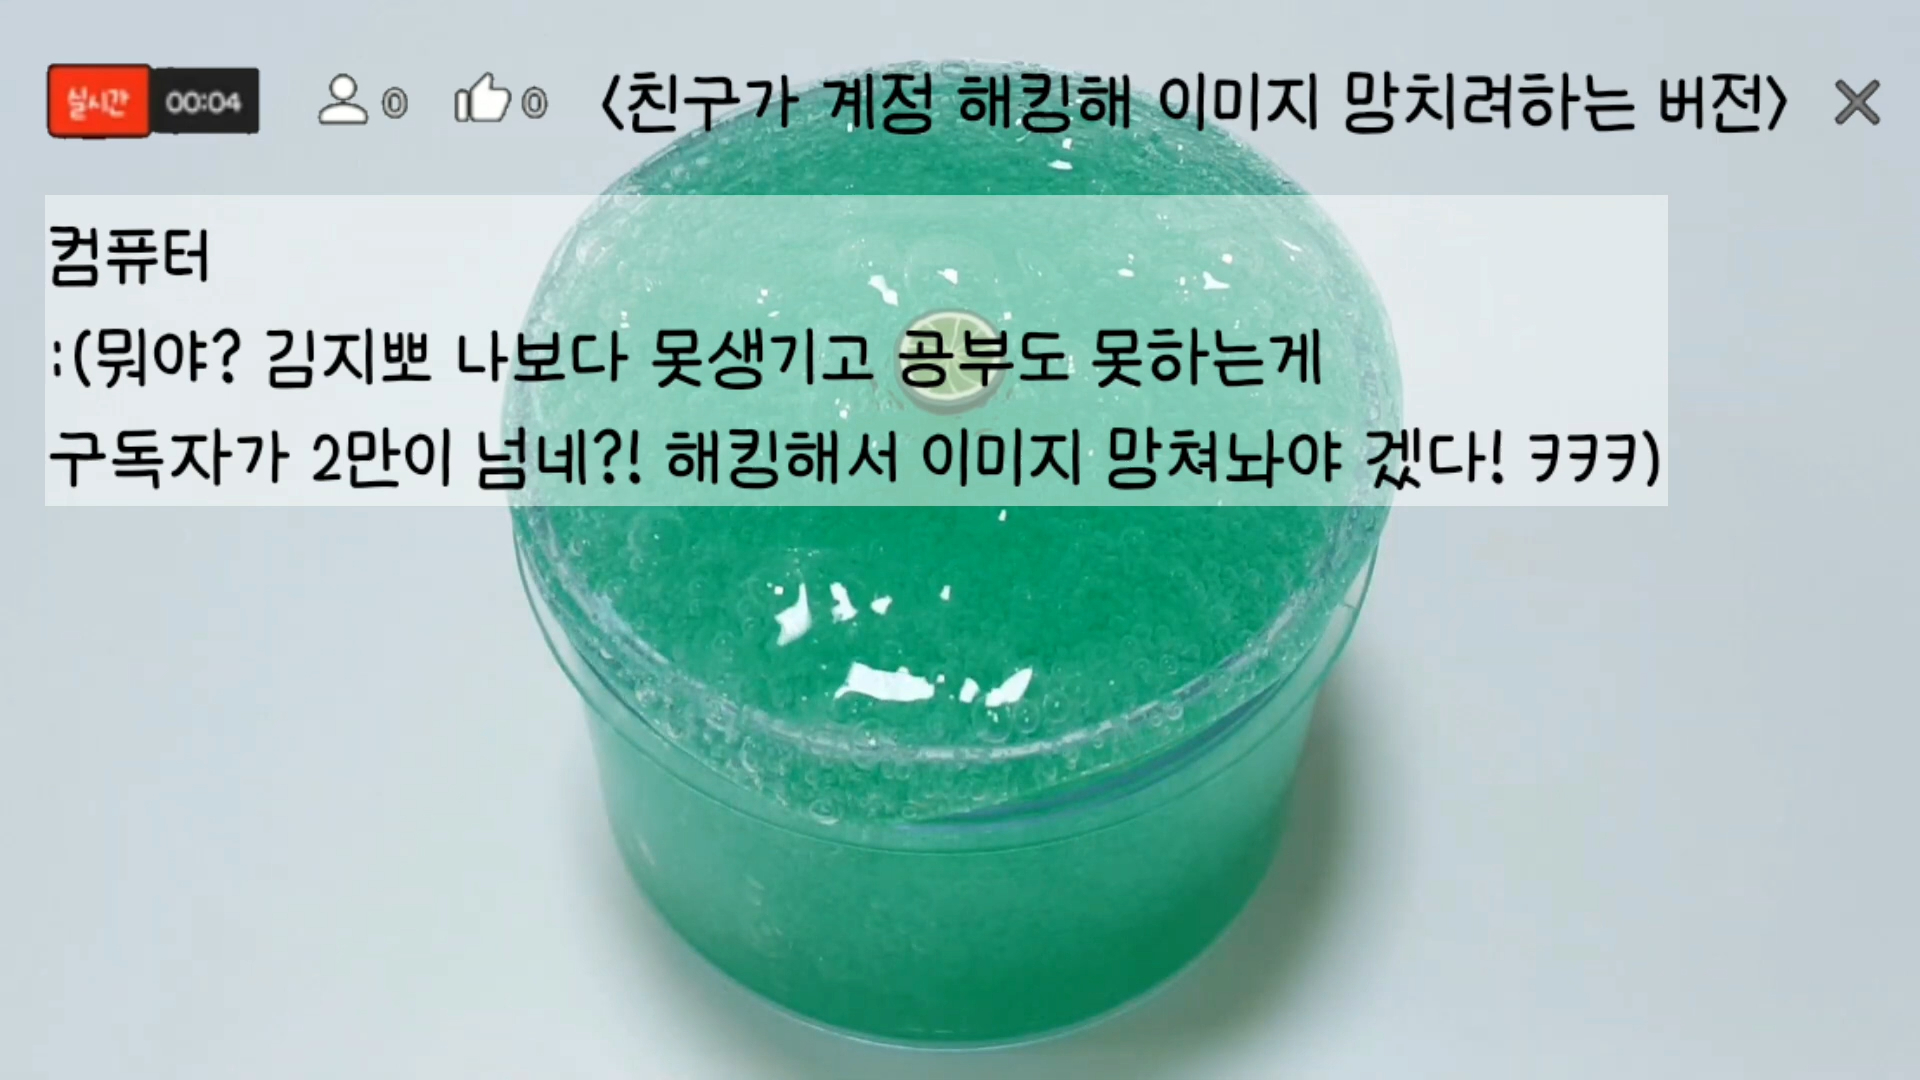 실시간 00:04 0 0 <친구가 계정 해킹해 이미지 망치려하는 버전>
컴퓨터
:(뭐야? 김지뽀 나보다 못생기고 공부도 못하는게
구독자가 2만이 넘네?! 해킹해서 이미지 망쳐놔야 겠다! ㅋㅋㅋ)